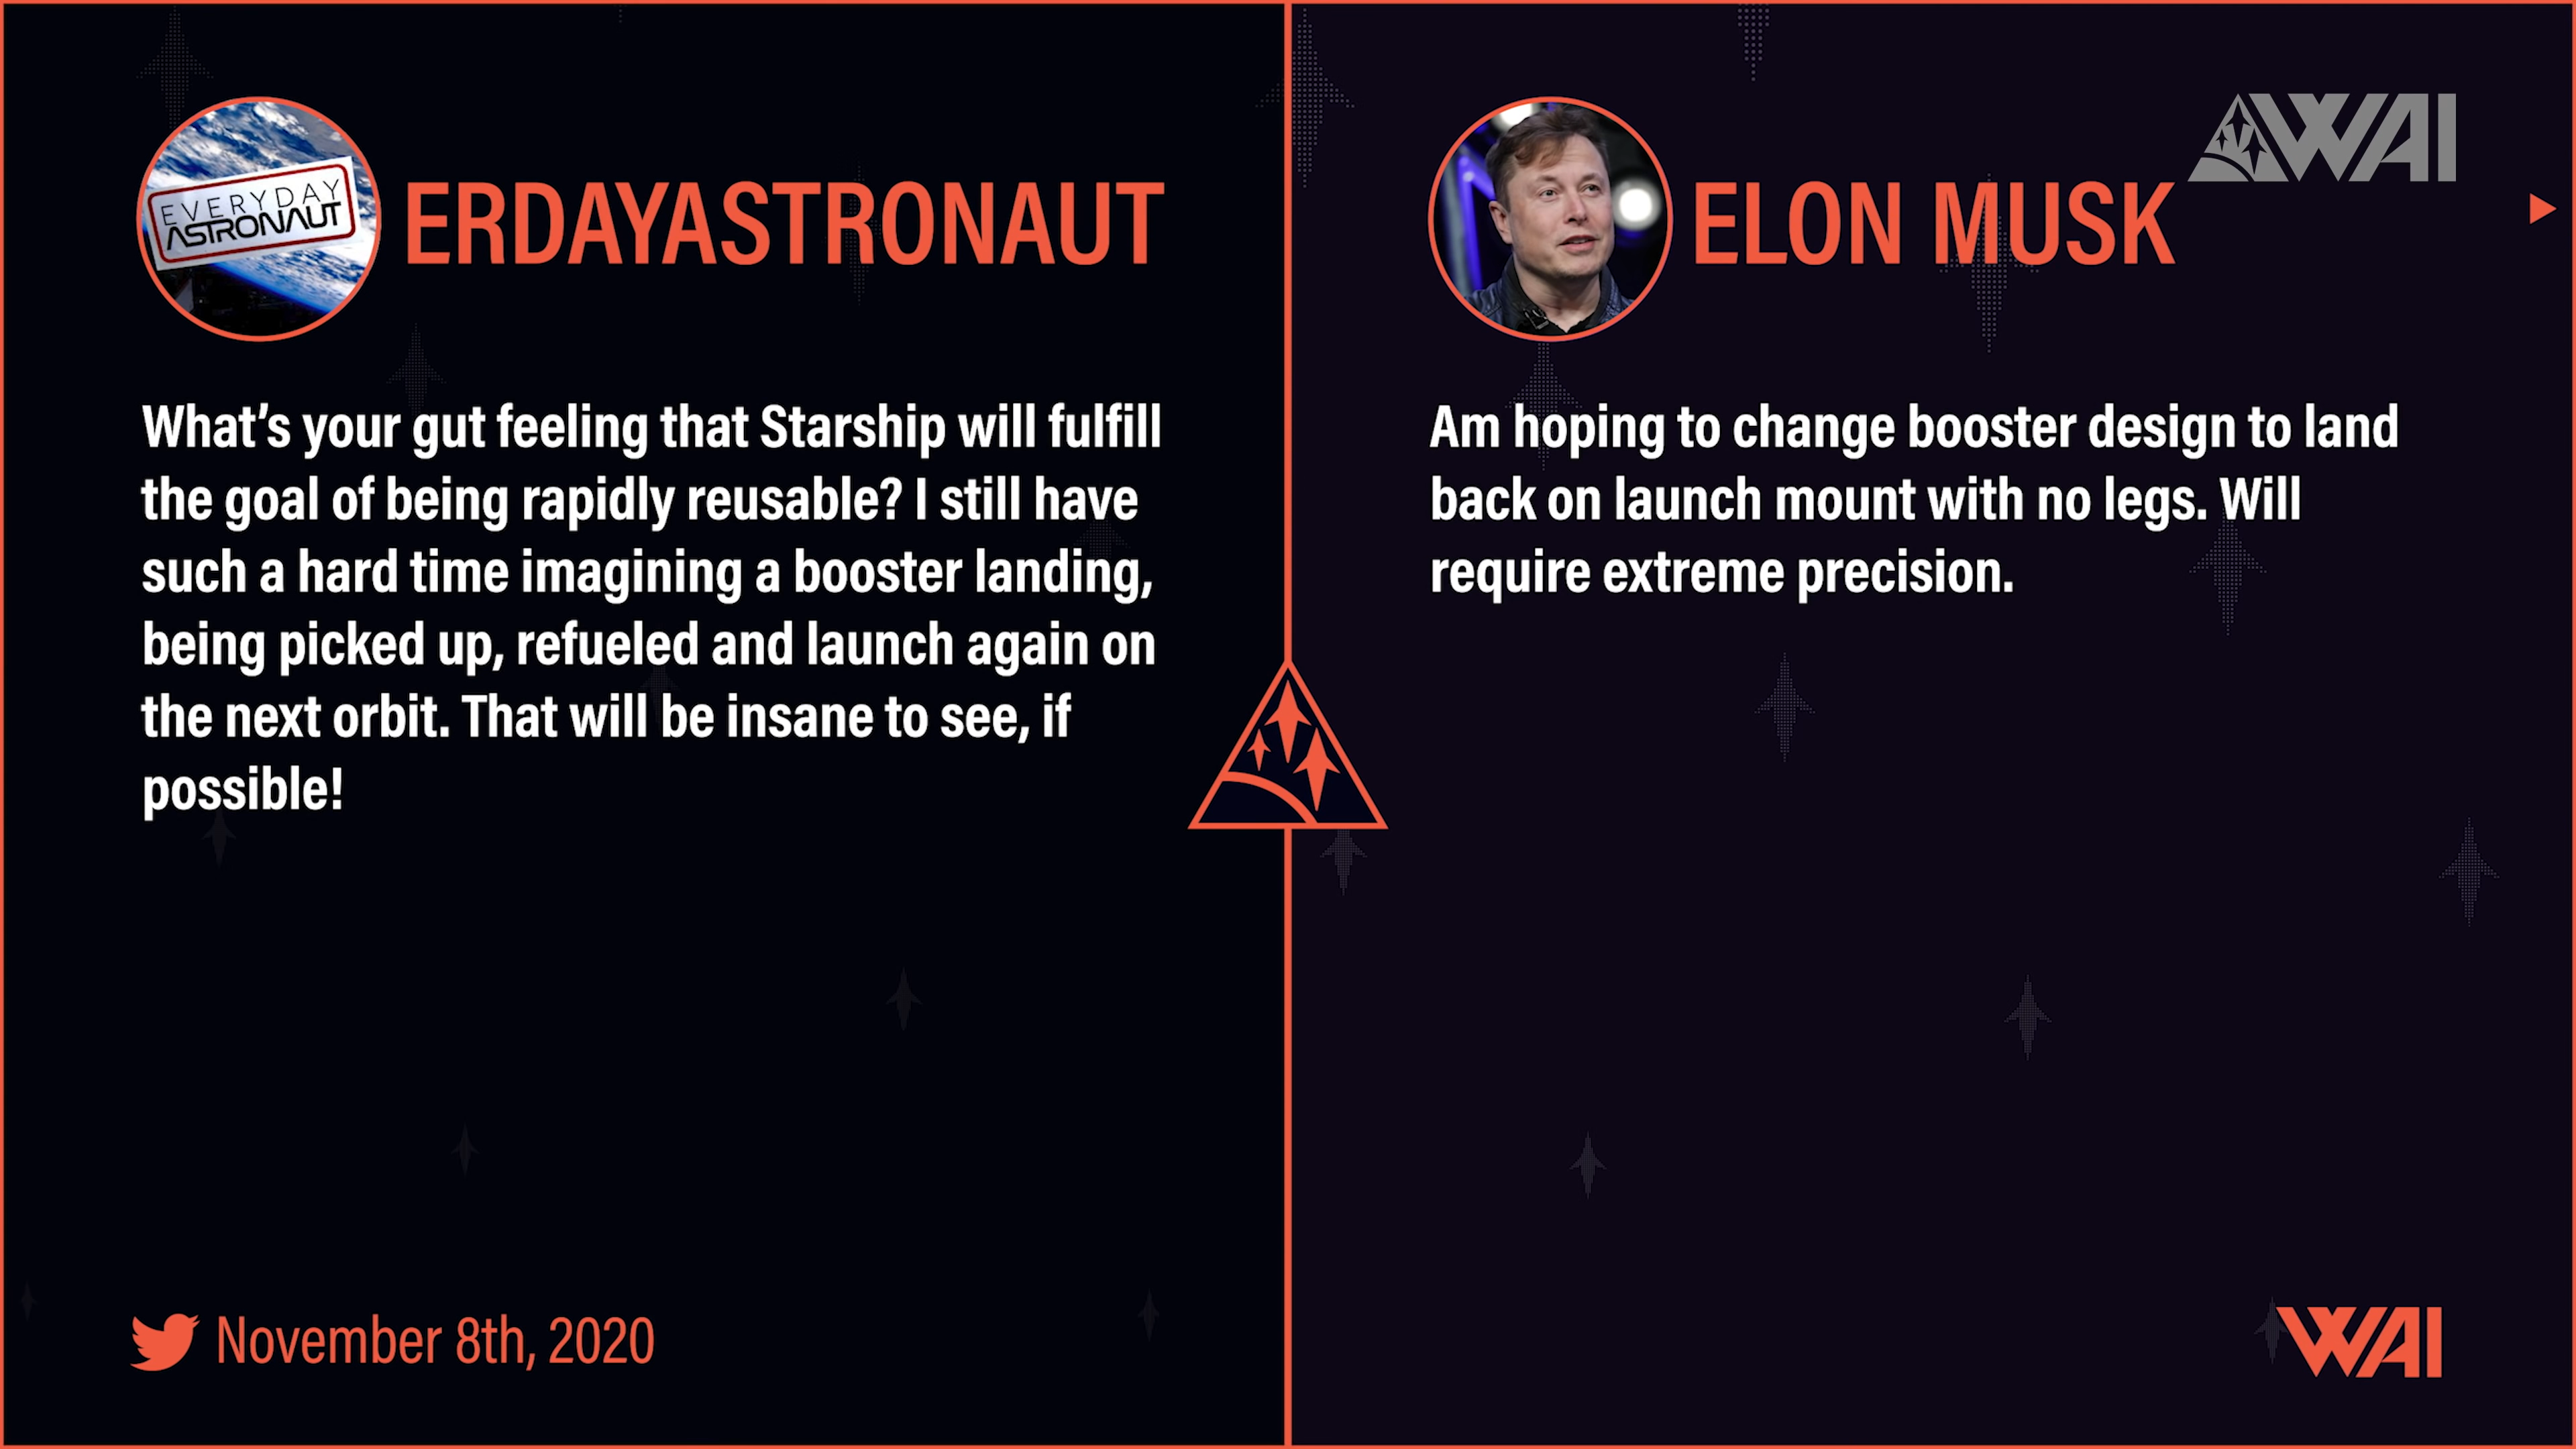 EVERYDAY
ASTRONAUT
ERDAYASTRONAUT
What’s your gut feeling that Starship will fulfill
the goal of being rapidly reusable? I still have
such a hard time imagining a booster landing,
being picked up, refueled and launch again on
the next orbit. That will be insane to see, if
possible!
November 8th, 2020
WAI
ELON MUSK
Am hoping to change booster design to land
back on launch mount with no legs. Will
require extreme precision.
WAI